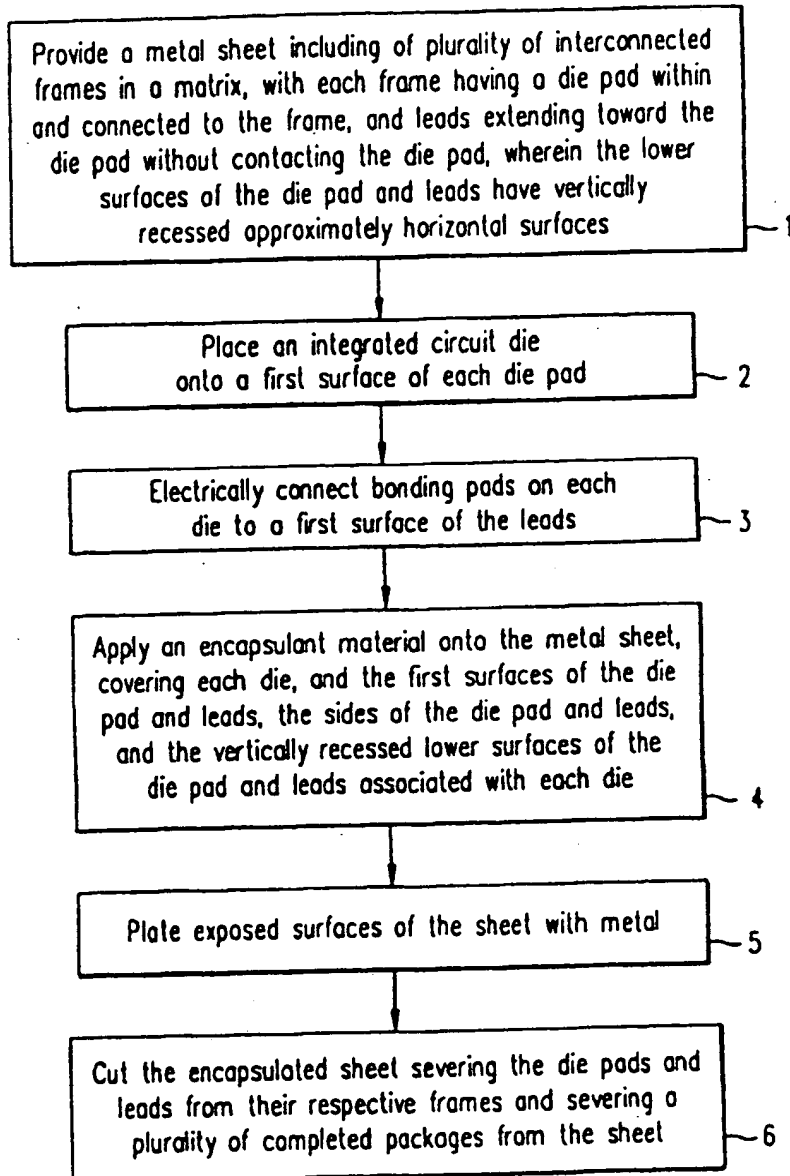 Provide a metal sheet including of plurality of interconnected
frames in a matrix, with each frame having a die pad within
and connected to the frame, and leads extending toward the
die pad without contacting the die pad, wherein the lower
surfaces of the die pad and leads have vertically
recessed approximately horizontal surfaces
1
Place an integrated circuit die
onto a first surface of each die pad
2
Electrically connect bonding pads on each
die to a first surface of the leads
3
Apply an encapsulant material onto the metal sheet,
covering each die, and the first surfaces of the die
pad and leads, the sides of the die pad and leads,
and the vertically recessed lower surfaces of the
die pad and leads associated with each die
4
Plate exposed surfaces of the sheet with metal
5
Cut the encapsulated sheet severing the die pads and
leads from their respective frames and severing a
plurality of completed packages from the sheet
6